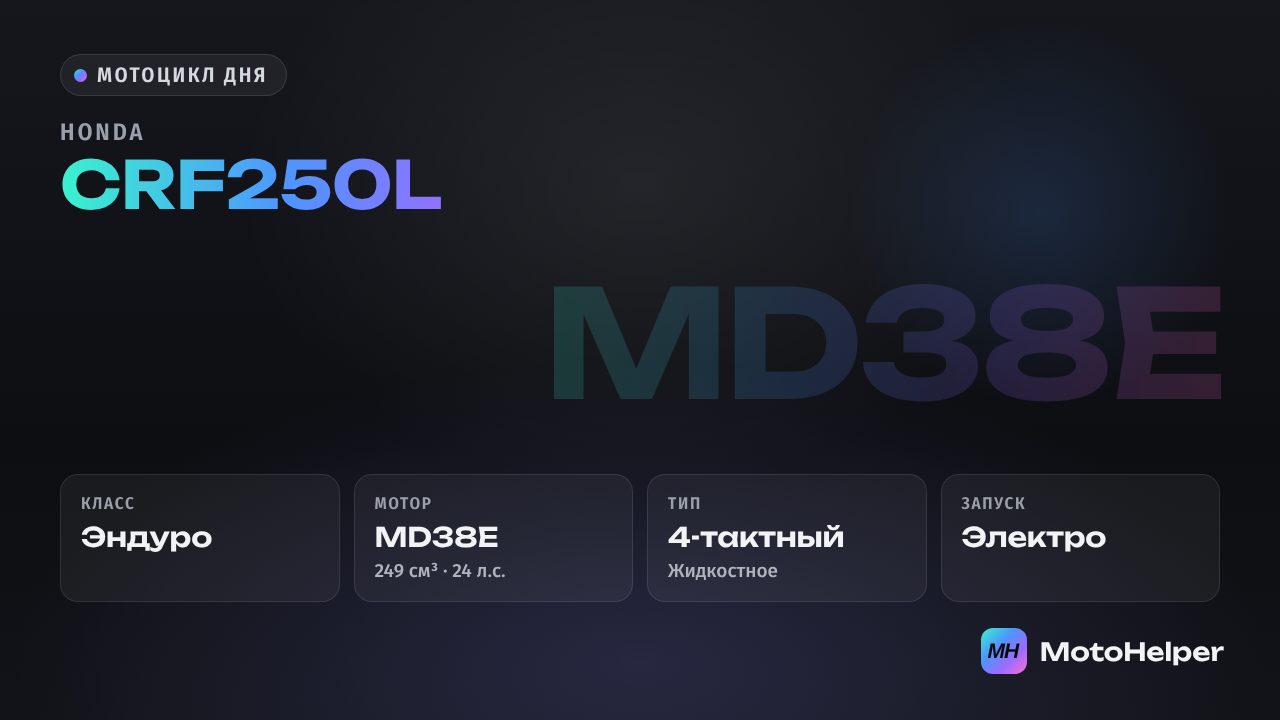 МОТОЦИКЛ ДНЯ
HONDA
CRF250L
MD38E
КЛАСС
Эндуро
МОТОР
MD38E
249 см³ · 24 л.с.
ТИП
4-тактный
Жидкостное
ЗАПУСК
Электро
MH MotoHelper